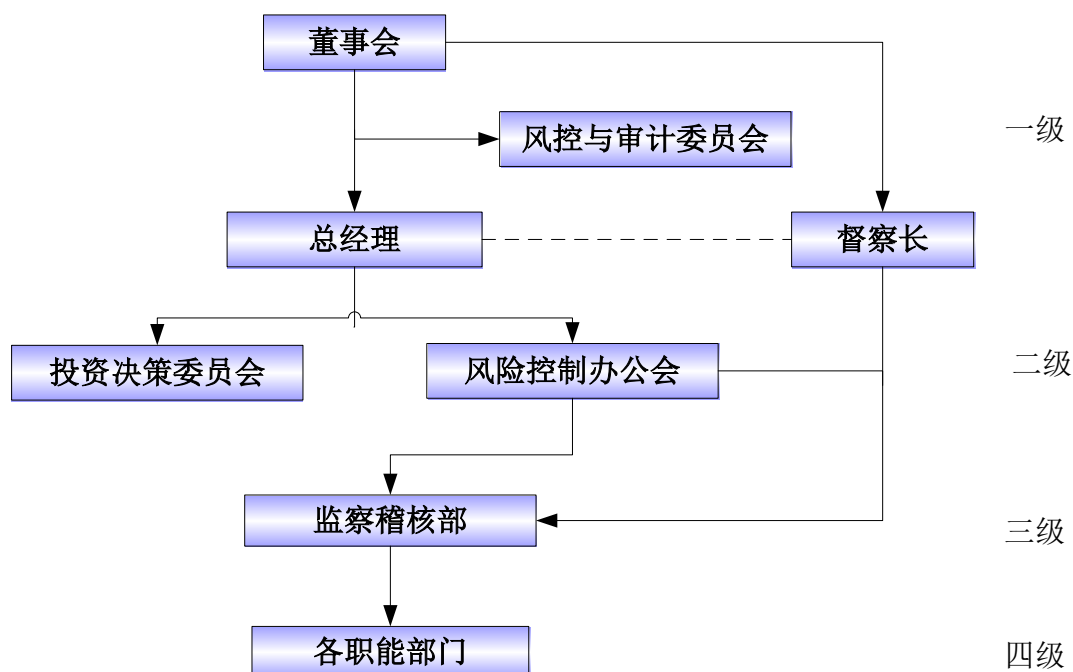 董事会
风控与审计委员会
一级
总经理
督察长
投资决策委员会
风险控制办公会
二级
监察稽核部
三级
各职能部门
四级